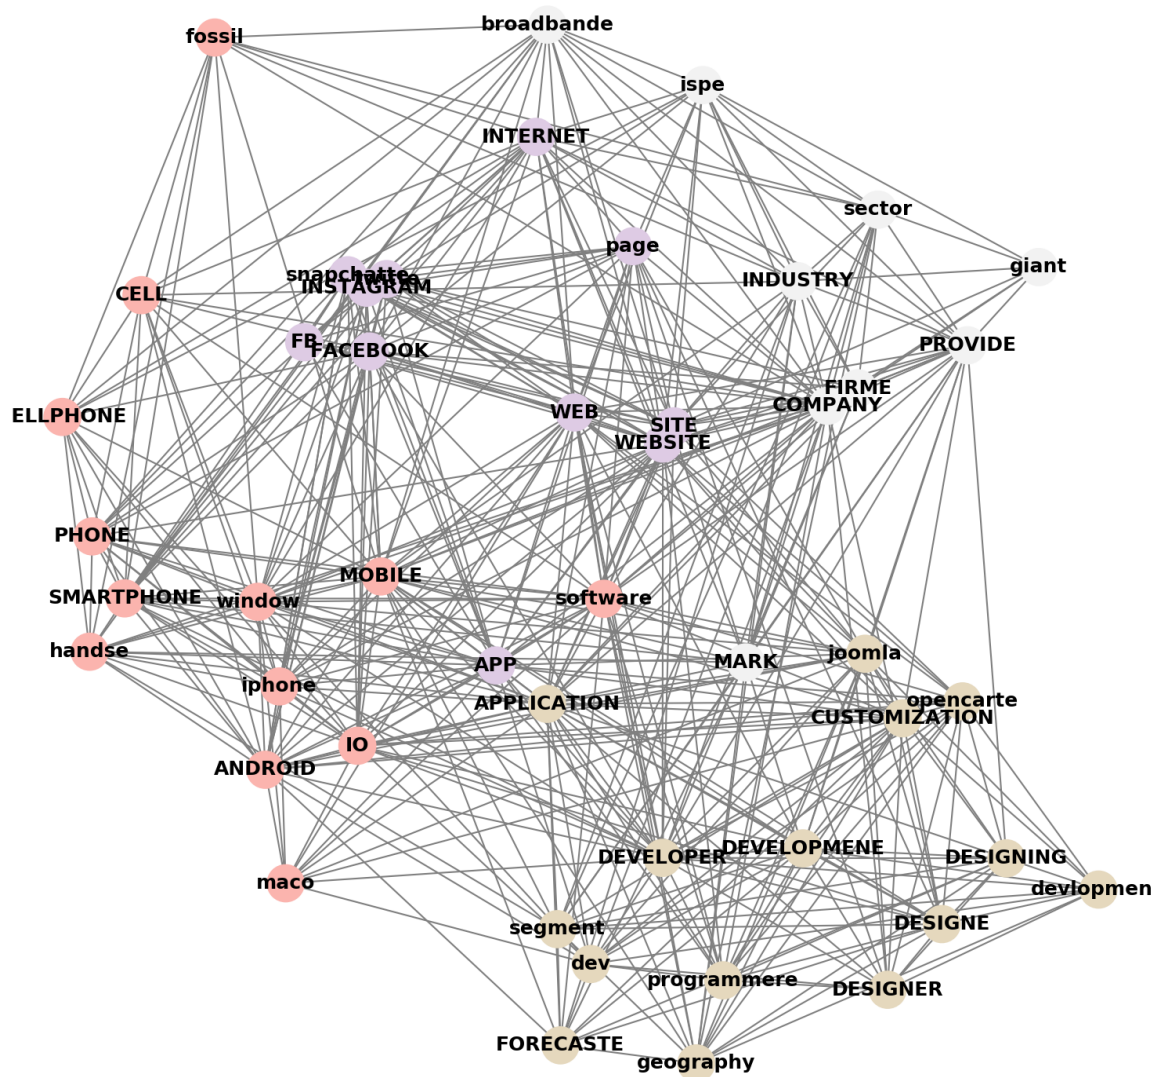 broadbande
fossil
ispe
INTERNET
sector
page
giant
snapchatte
INDUSTRY
INSTAGRAM
CELL
FB
PROVIDE
FACEBOOK
FIRME
COMPANY
WEB
ELLPHONE
SITE
WEBSITE
PHONE
MOBILE
SMARTPHONE
window
software
handse
joomla
MARK
APP
iphone
opencarte
APPLICATION
CUSTOMIZATION
IO
ANDROID
DEVELOPMENE
DEVELOPER
DESIGNING
maco
devlopmen
DESIGNE
segment
dev
programmere
DESIGNER
FORECASTE
geography